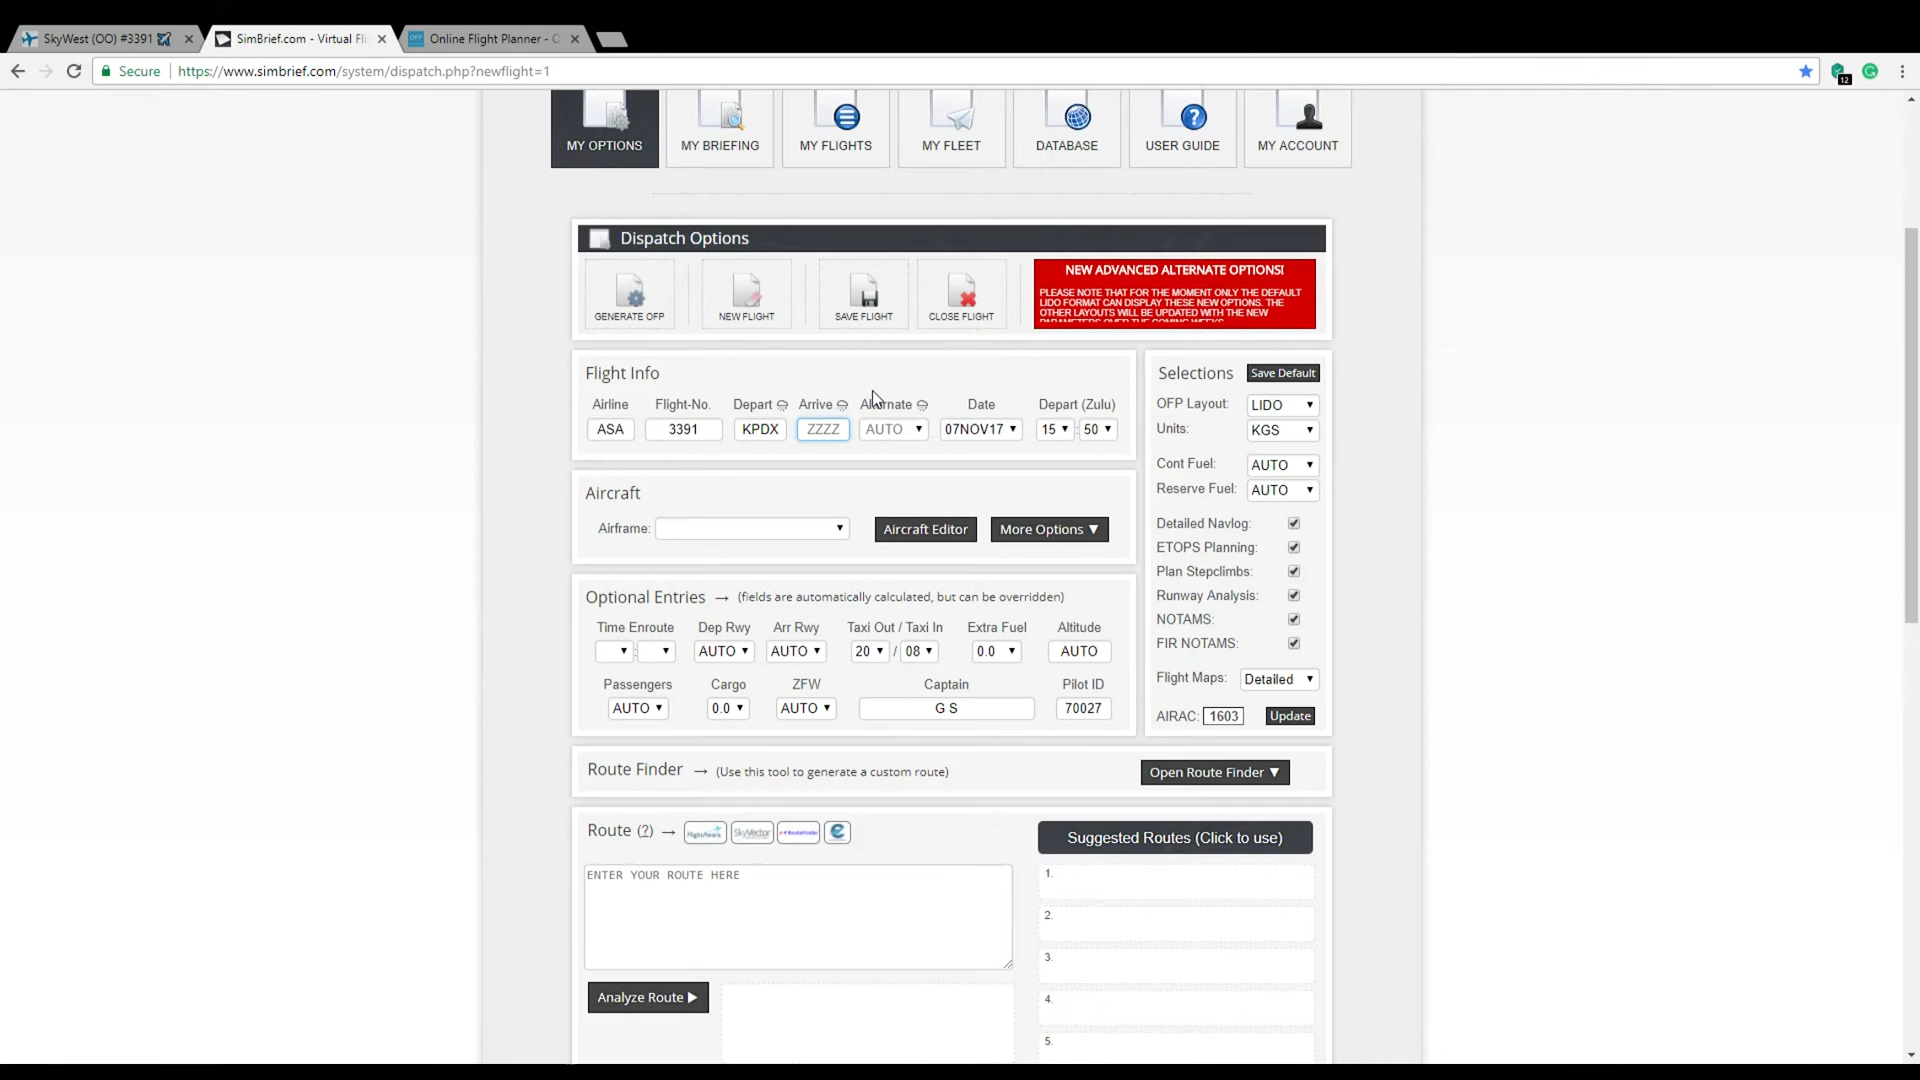 SkyWest (OO) #3391
SimBrief.com - Virtual Fli
Online Flight Planner - C
Secure
https://www.simbrief.com/system/dispatch.php?newflight=1
12
MY OPTIONS
MY BRIEFING
MY FLIGHTS
MY FLEET
DATABASE
USER GUIDE
MY ACCOUNT
Dispatch Options
GENERATE OFP
NEW FLIGHT
SAVE FLIGHT
CLOSE FLIGHT
NEW ADVANCED ALTERNATE OPTIONS!
PLEASE NOTE THAT FOR THE MOMENT ONLY THE DEFAULT
LIDO FORMAT CAN DISPLAY THESE NEW OPTIONS. THE
OTHER LAYOUTS WILL BE UPDATED WITH THE NEW
PARAMETERS OVER THE COMING WEEKS
Flight Info
Airline Flight-No. Depart Arrive Alternate Date Depart (Zulu)
ASA 3391 KPDX ZZZZ AUTO 07NOV17 15 : 50
Aircraft
Airframe:
Aircraft Editor
More Options ▼
Optional Entries → (fields are automatically calculated, but can be overridden)
Time Enroute Dep Rwy Arr Rwy Taxi Out / Taxi In Extra Fuel Altitude
: AUTO AUTO 20 / 08 0.0 AUTO
Passengers Cargo ZFW Captain Pilot ID
AUTO 0.0 AUTO G S 70027
Selections Save Default
OFP Layout: LIDO
Units: KGS
Cont Fuel: AUTO
Reserve Fuel: AUTO
Detailed Navlog:
ETOPS Planning:
Plan Stepclimbs:
Runway Analysis:
NOTAMS:
FIR NOTAMS:
Flight Maps: Detailed
AIRAC: 1603 Update
Route Finder → (Use this tool to generate a custom route)
Open Route Finder ▼
Route (?) → FlightAware SkyVector RouteFinder
ENTER YOUR ROUTE HERE
Analyze Route ▶
Suggested Routes (Click to use)
1.
2.
3.
4.
5.